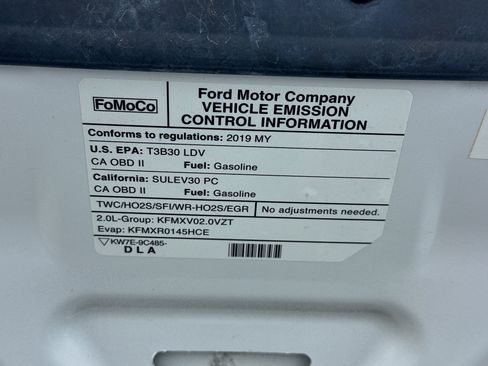 FoMoCo
Ford Motor Company
VEHICLE EMISSION
CONTROL INFORMATION
Conforms to regulations: 2019 MY
U.S. EPA: T3B30 LDV
CA OBD II Fuel: Gasoline
California: SULEV30 PC
CA OBD II Fuel: Gasoline
TWC/HO2S/SFI/WR-HO2S/EGR No adjustments needed.
2.0L-Group: KFMXV02.0VZT
Evap: KFMXR0145HCE
KW7E-9C485-
DLA